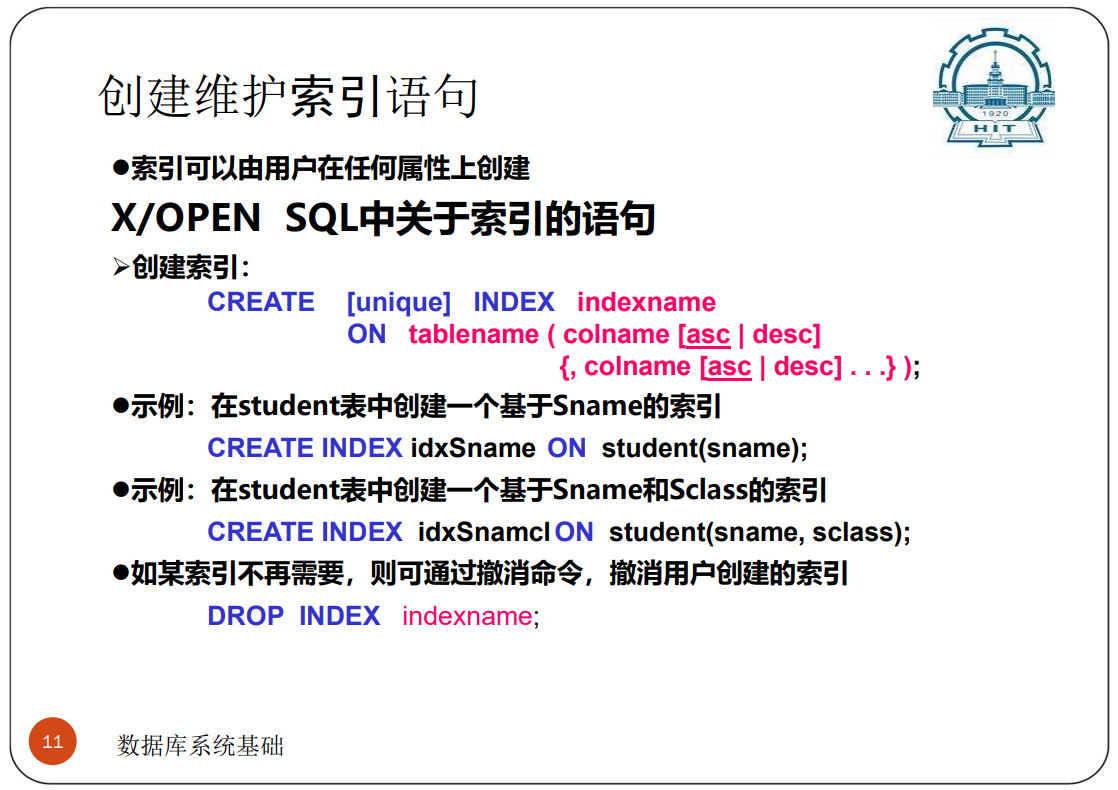 创建维护索引语句
1920
HIT
●索引可以由用户在任何属性上创建
X/OPEN SQL中关于索引的语句
➢创建索引：
CREATE [unique] INDEX indexname
ON tablename ( colname [asc | desc]
{, colname [asc | desc] . . .} );
●示例：在student表中创建一个基于Sname的索引
CREATE INDEX idxSname ON student(sname);
●示例：在student表中创建一个基于Sname和Sclass的索引
CREATE INDEX idxSnamcl ON student(sname, sclass);
●如某索引不再需要，则可通过撤消命令，撤消用户创建的索引
DROP INDEX indexname;
11
数据库系统基础